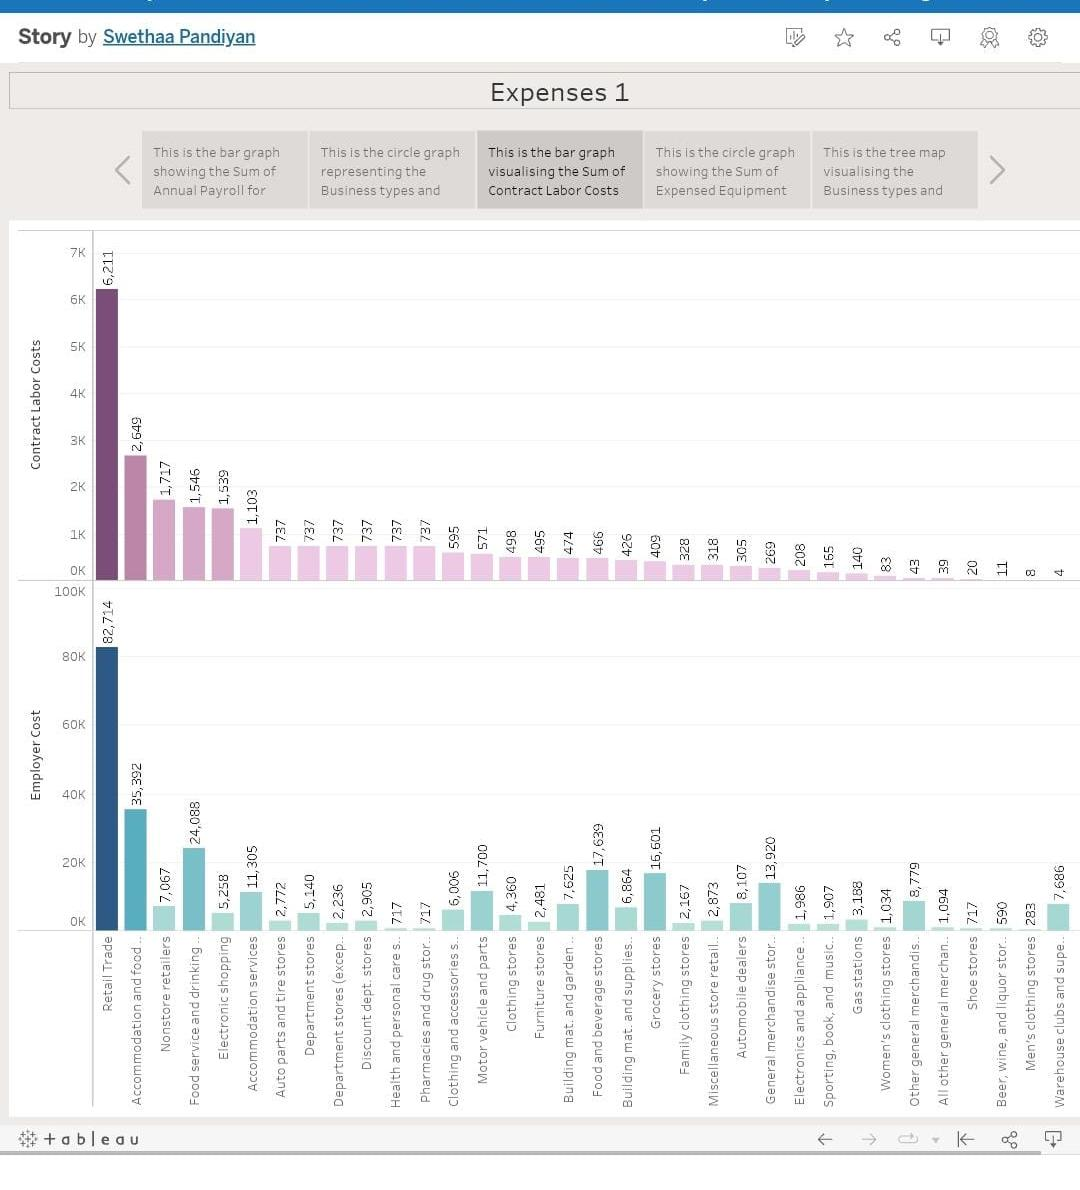 Story by Swethaa Pandiyan
Expenses 1
This is the bar graph
showing the Sum of
Annual Payroll for
This is the circle graph
representing the
Business types and
This is the bar graph
visualising the Sum of
Contract Labor Costs
This is the circle graph
showing the Sum of
Expensed Equipment
This is the tree map
visualising the
Business types and
Contract Labor Costs
7K
6K
5K
4K
3K
2K
1K
0K
6,211
2,649
1,717
1,546
1,539
1,103
737
737
737
737
737
737
595
571
498
495
474
466
426
409
328
318
305
269
208
165
140
83
43
39
20
11
8
4
Employer Cost
100K
80K
60K
40K
20K
0K
82,714
35,392
7,067
24,088
5,258
11,305
2,772
5,140
2,236
2,905
717
717
6,006
11,700
4,360
2,481
7,625
17,639
6,864
16,601
2,167
2,873
8,107
13,920
1,986
1,907
3,188
1,034
8,779
1,094
717
590
283
7,686
Retail Trade
Accommodation and food..
Nonstore retailers
Food service and drinking ..
Electronic shopping
Accommodation services
Auto parts and tire stores
Department stores
Department stores (excep..
Discount dept. stores
Health and personal care s..
Pharmacies and drug stor..
Clothing and accessories s..
Motor vehicle and parts
Clothing stores
Furniture stores
Building mat. and garden ..
Food and beverage stores
Building mat. and supplies..
Grocery stores
Family clothing stores
Miscellaneous store retail..
Automobile dealers
General merchandise stor..
Electronics and appliance ..
Sporting, book, and music..
Gas stations
Women's clothing stores
Other general merchandis..
All other general merchan..
Shoe stores
Beer, wine, and liquor stor..
Men's clothing stores
Warehouse clubs and supe..
+ableau